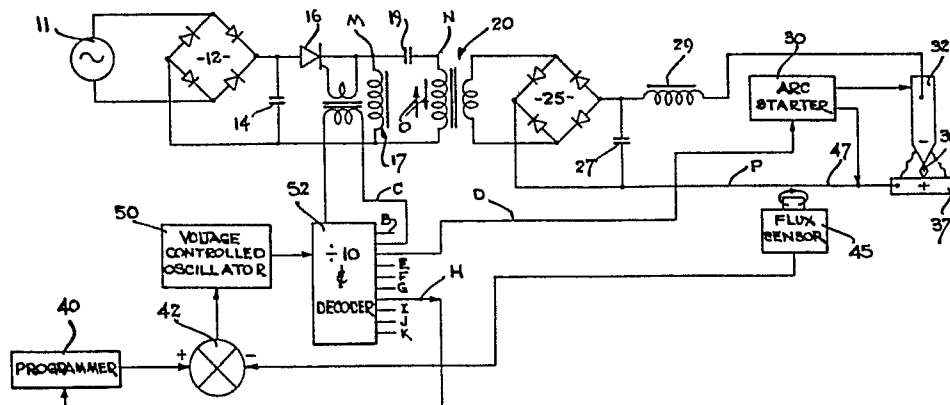 11
-12-
14
16
M
17
19
N
20
O
-25-
27
29
30
ARC
STARTER
32
-
+
37
P
47
D
FLUX
SENSOR
45
C
B
52
÷10
&
DECODER
E
F
G
H
I
J
K
50
VOLTAGE
CONTROLLED
OSCILLATOR
42
+
-
40
PROGRAMMER